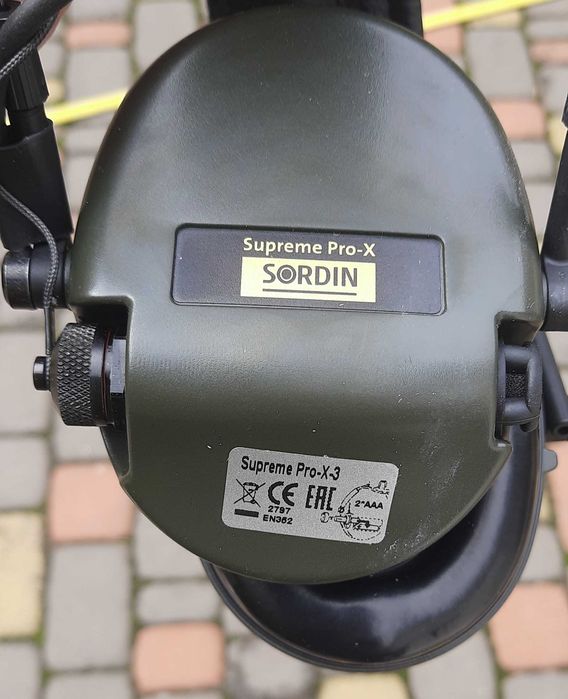 Supreme Pro-X
SORDIN
Supreme Pro-X-3
CE EAC
2797
EN352
2*AAA